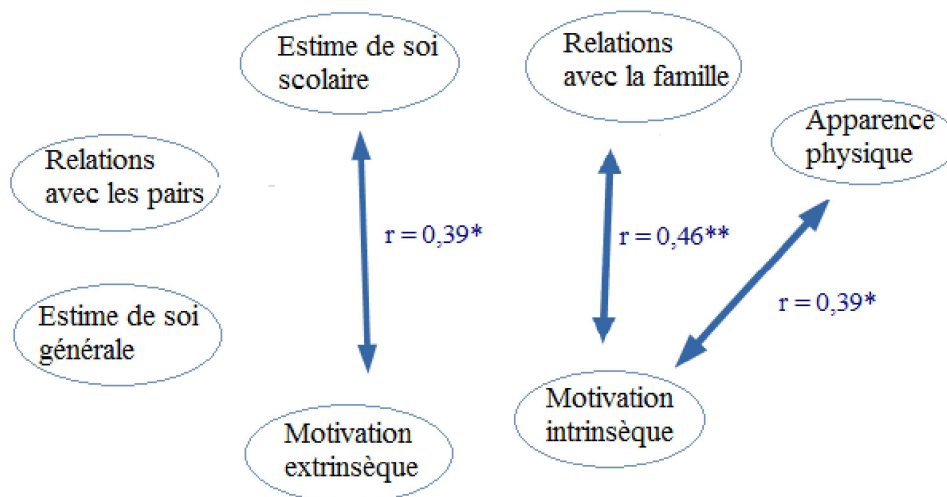 Estime de soi
scolaire
Relations
avec la famille
Apparence
physique
Relations
avec les pairs
r = 0,39*
r = 0,46**
r = 0,39*
Estime de soi
générale
Motivation
extrinsèque
Motivation
intrinsèque